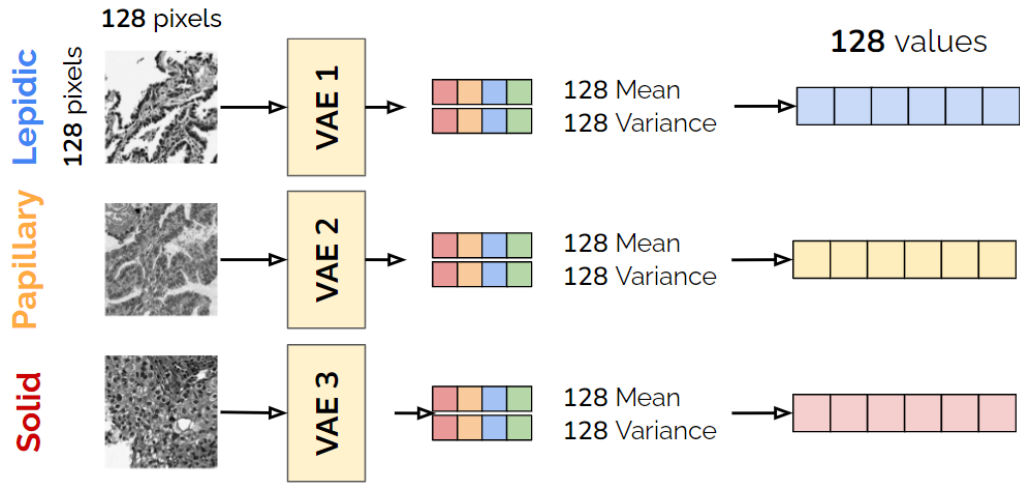 128 pixels
128 values
Lepidic
128 pixels
VAE 1
128 Mean
128 Variance
Papillary
VAE 2
128 Mean
128 Variance
Solid
VAE 3
128 Mean
128 Variance